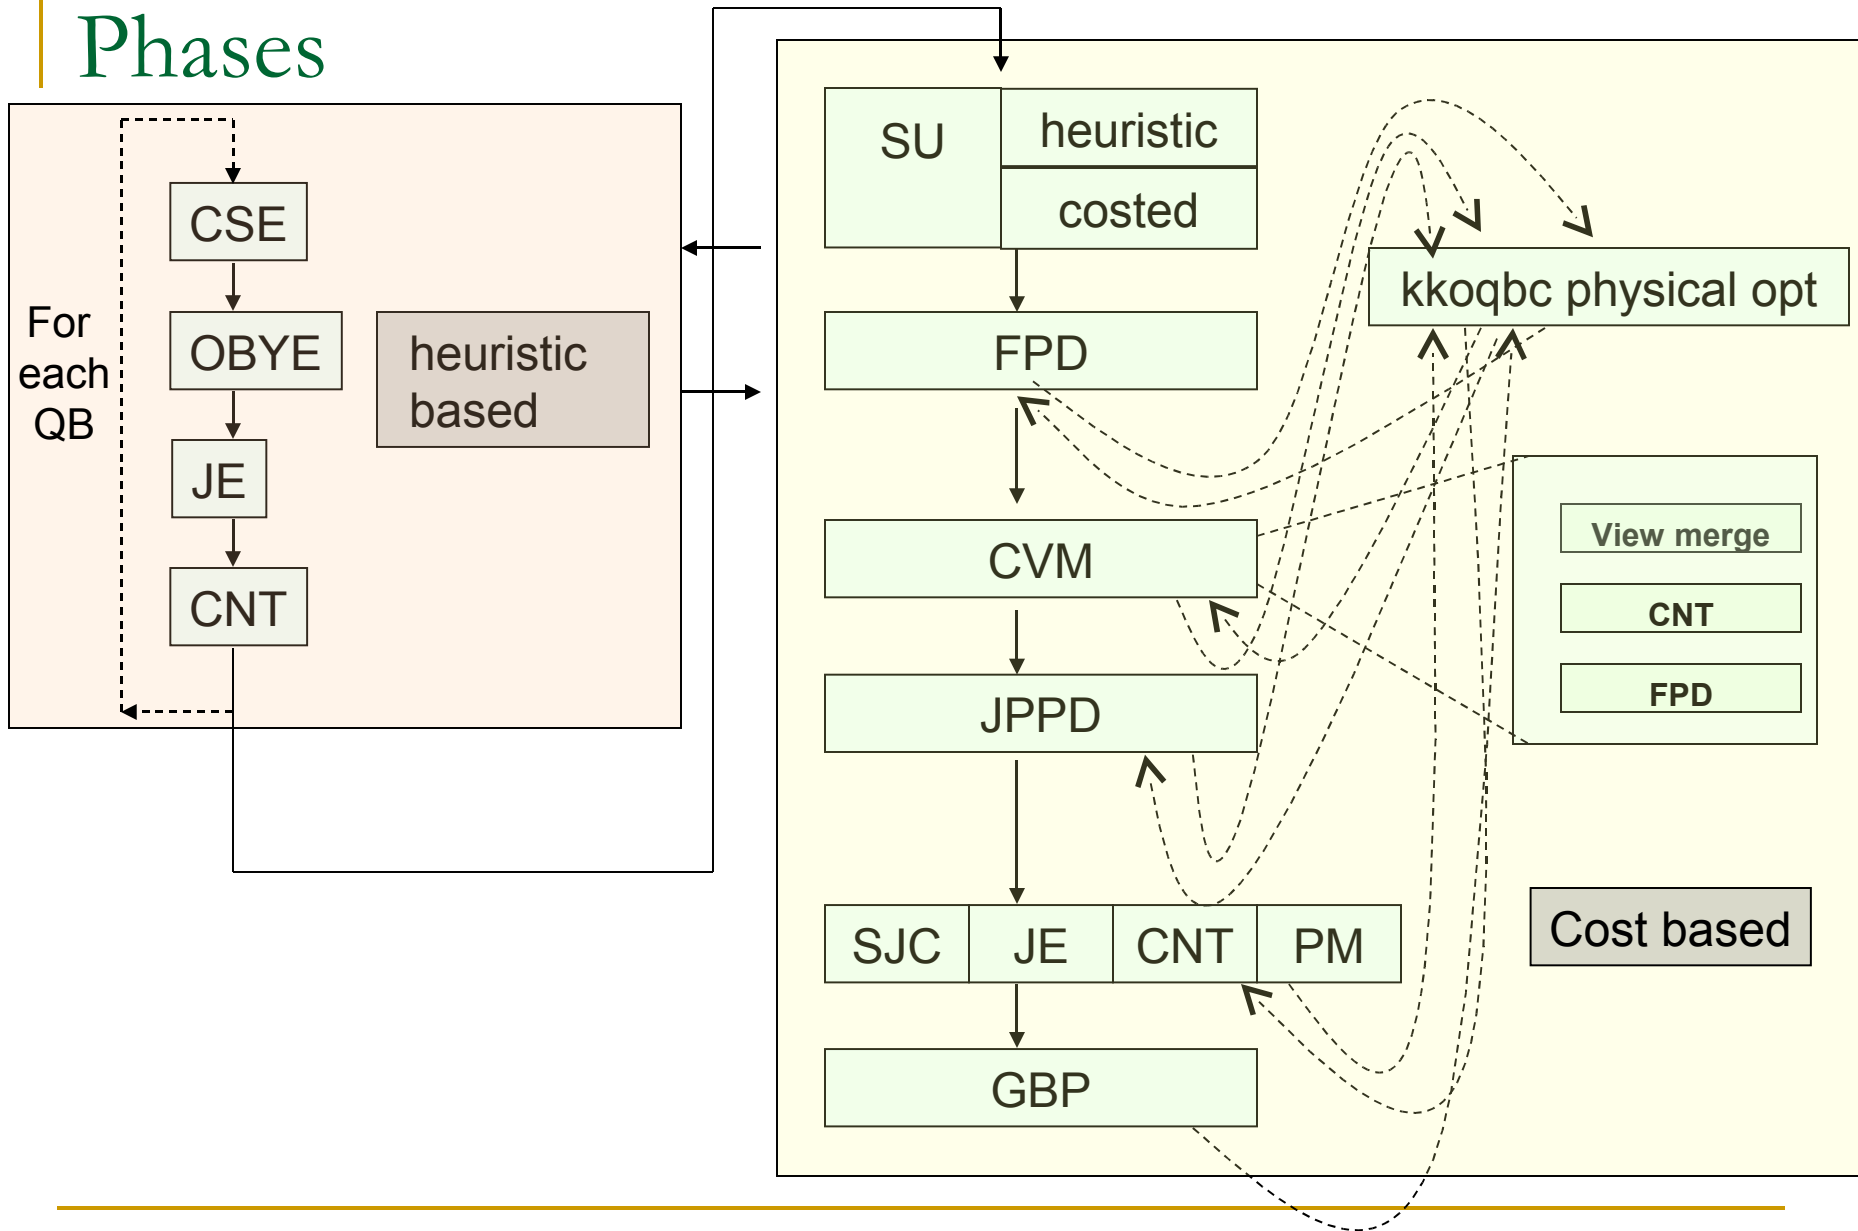 Phases
For
each
QB
CSE
OBYE
JE
CNT
heuristic
based
SU
heuristic
costed
FPD
CVM
JPPD
SJC JE CNT PM
GBP
kkoqbc physical opt
View merge
CNT
FPD
Cost based